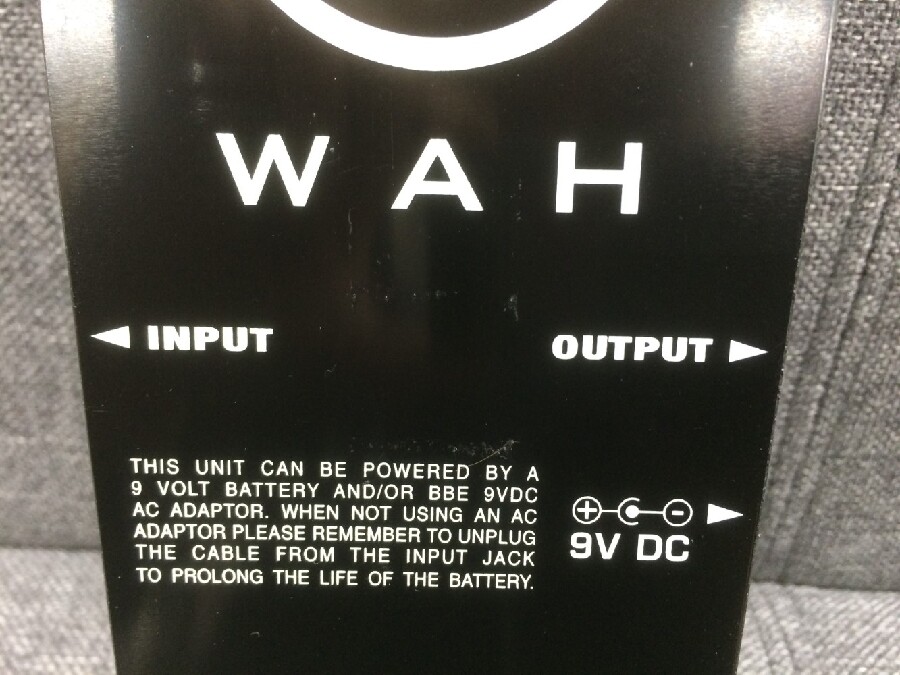 WAH
INPUT
OUTPUT
THIS UNIT CAN BE POWERED BY A
9 VOLT BATTERY AND/OR BBE 9VDC
AC ADAPTOR. WHEN NOT USING AN AC
ADAPTOR PLEASE REMEMBER TO UNPLUG
THE CABLE FROM THE INPUT JACK
TO PROLONG THE LIFE OF THE BATTERY.
9V DC